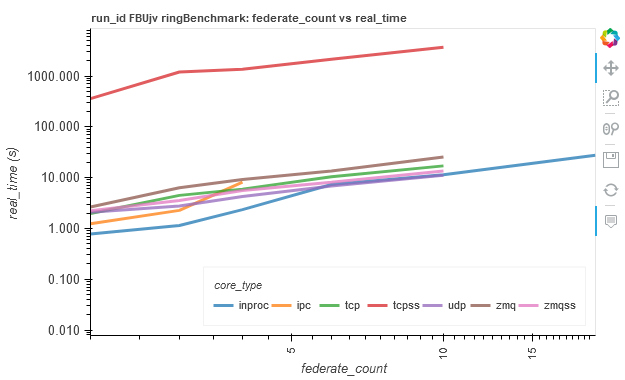 run_id FBUjv ringBenchmark: federate_count vs real_time
real_time (s)
1000.000
100.000
10.000
1.000
0.100
0.010
core_type
inproc ipc tcp tcpss udp zmq zmqss
5 10 15
federate_count